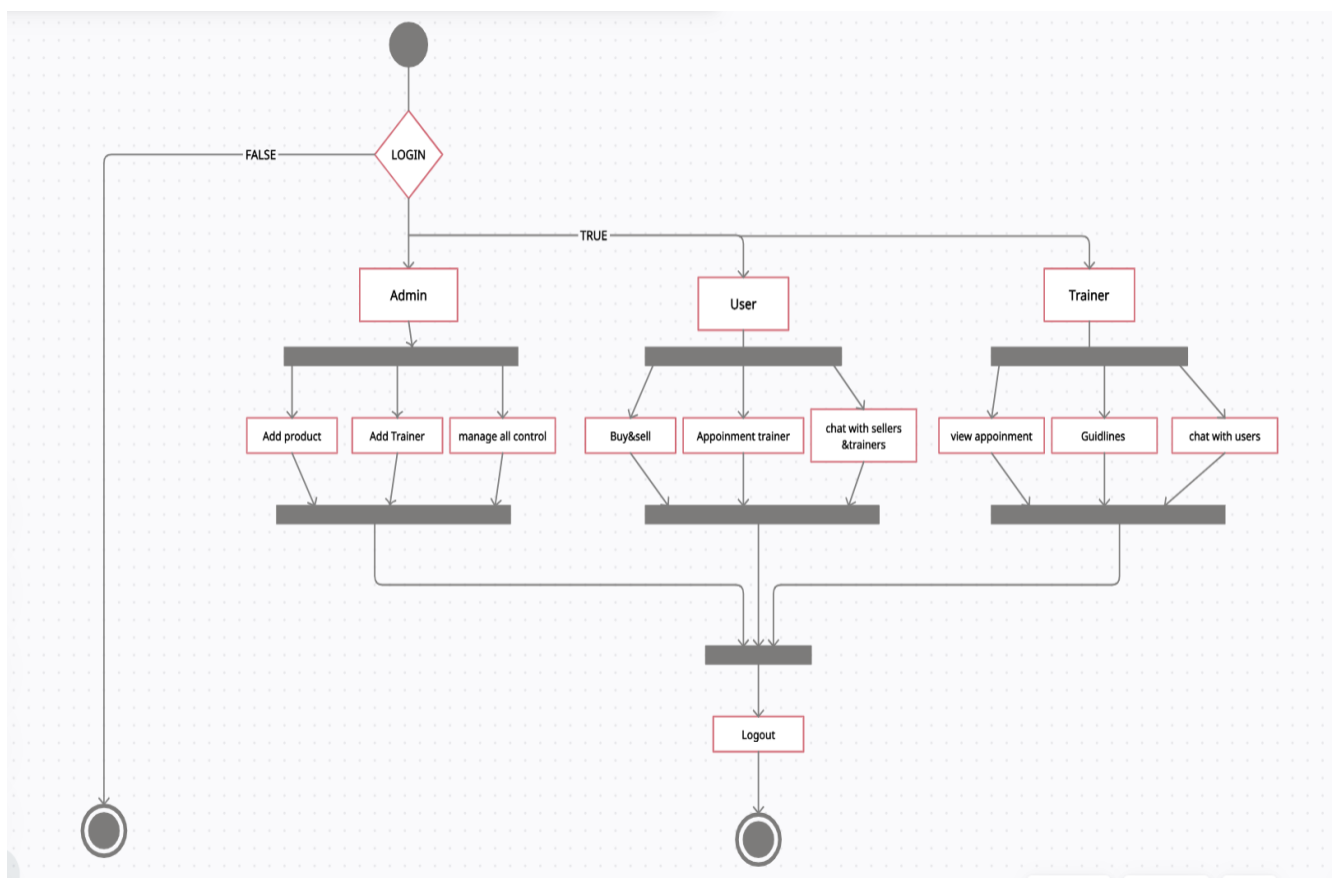 LOGIN
FALSE
TRUE
Admin
User
Trainer
Add product
Add Trainer
manage all control
Buy&sell
Appoinment trainer
chat with sellers
&trainers
view appoinment
Guidlines
chat with users
Logout